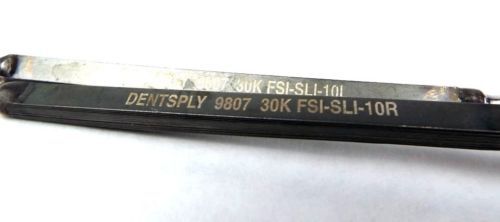 30K FSI-SLI-10L
DENTSPLY 9807 30K FSI-SLI-10R